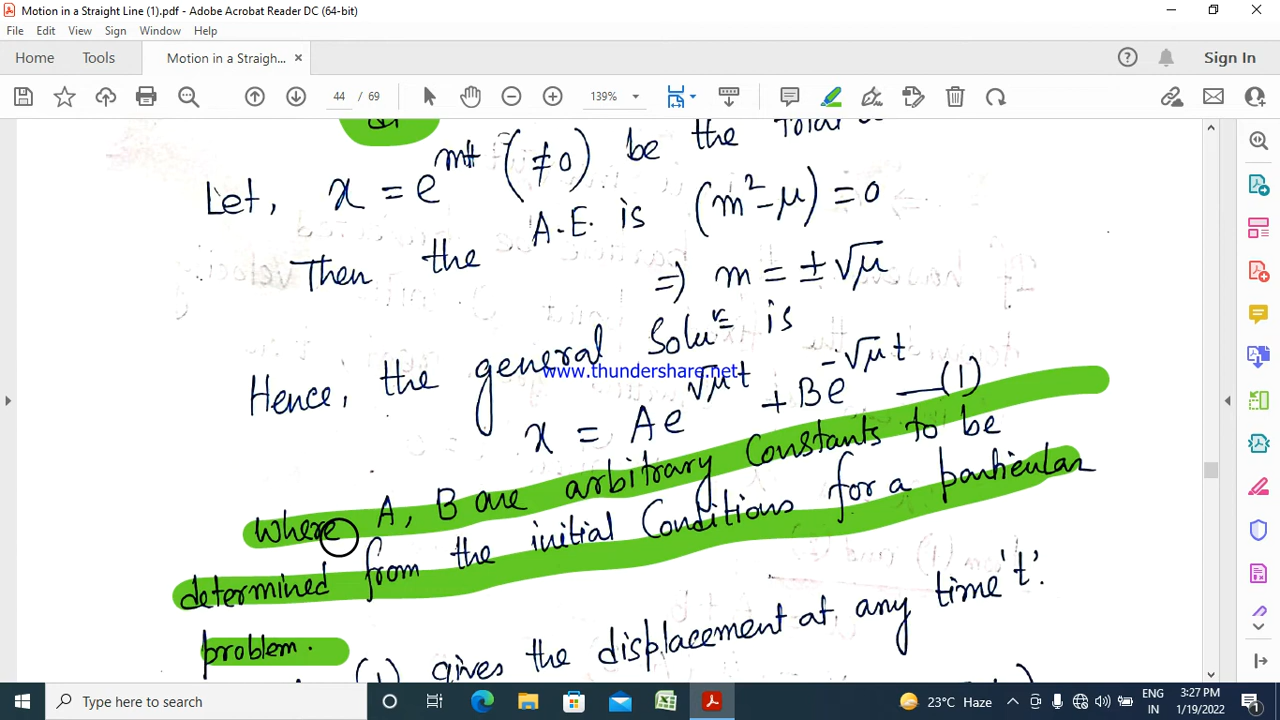 Motion in a Straight Line (1).pdf - Adobe Acrobat Reader DC (64-bit)
File Edit View Sign Window Help
Home Tools Motion in a Straigh... × Sign In
44 / 69 139%
Let, x = e^mt (≠0) be the
Then the A.E. is (m² - μ) = 0
=> m = ± √μ
Hence, the general Soluⁿ is
www.thundershare.net
x = Ae^√μt + Be^-√μt —(1)
where A, B are arbitrary Constants to be
determined from the initial Conditions for a particular
problem.
(1) gives the displacement at any time 't'.
Type here to search
23°C Haze
ENG
IN
3:27 PM
1/19/2022